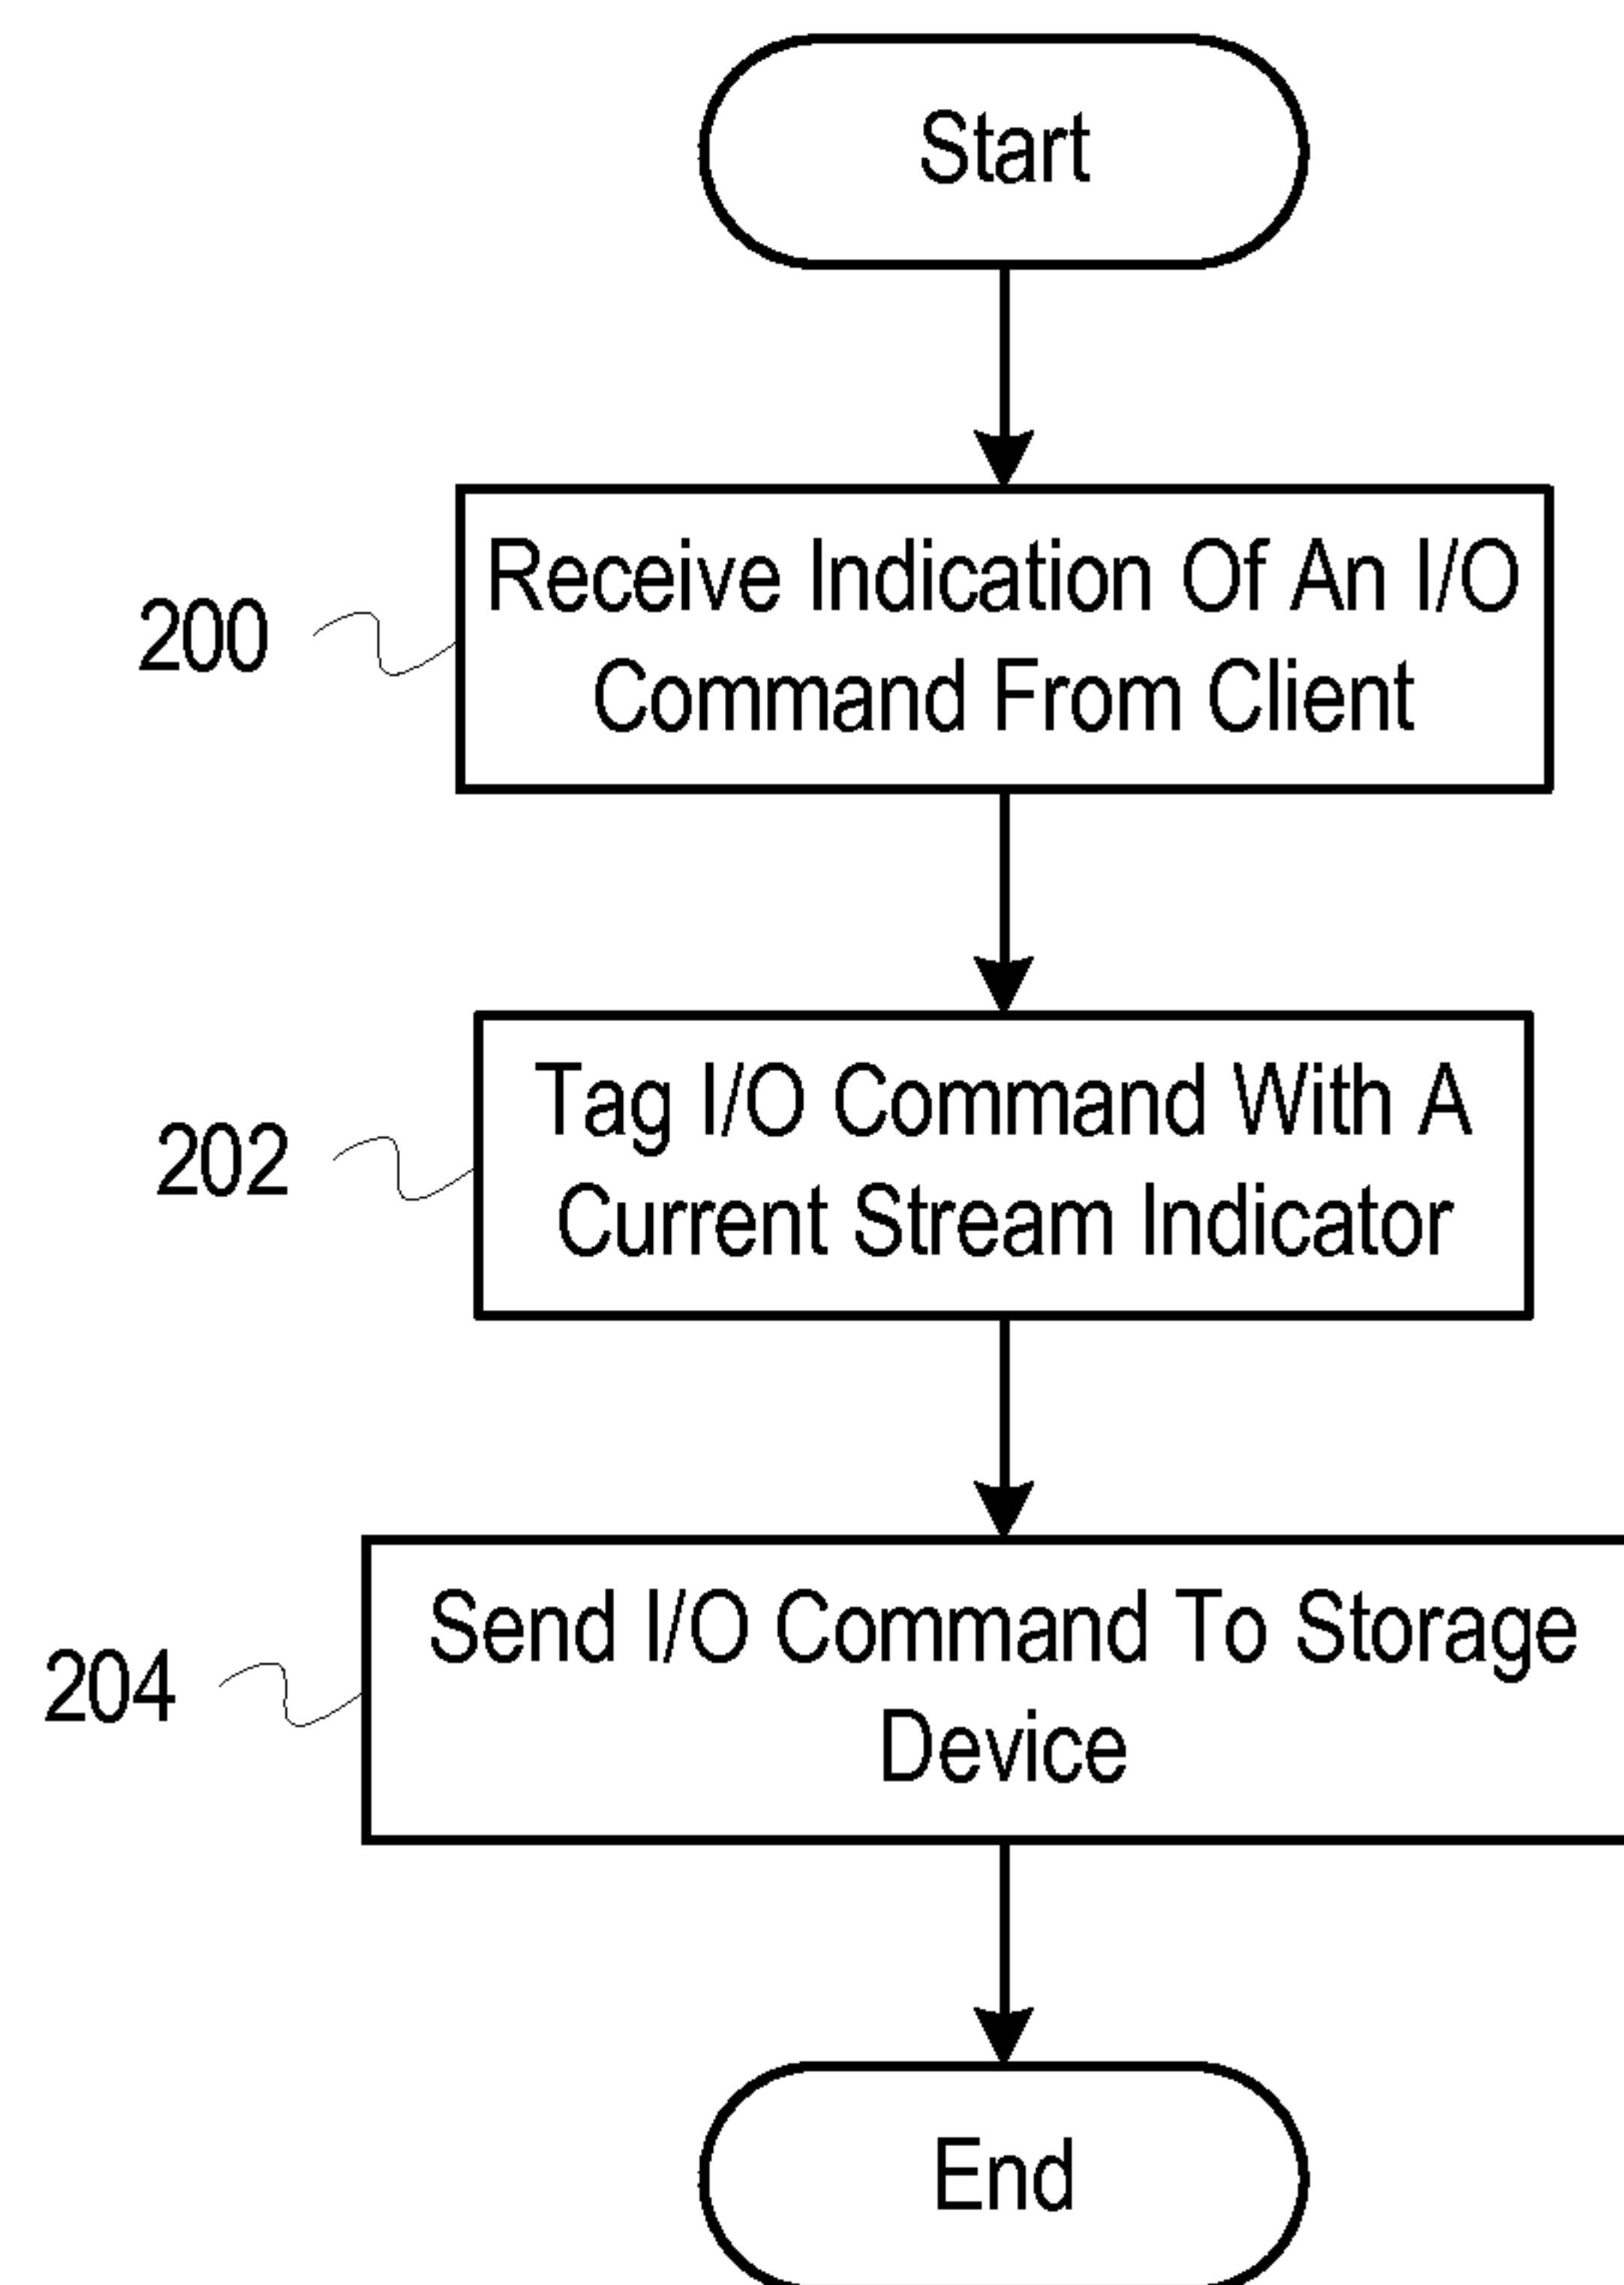 Start
200
Receive Indication Of An I/O
Command From Client
202
Tag I/O Command With A
Current Stream Indicator
204
Send I/O Command To Storage
Device
End